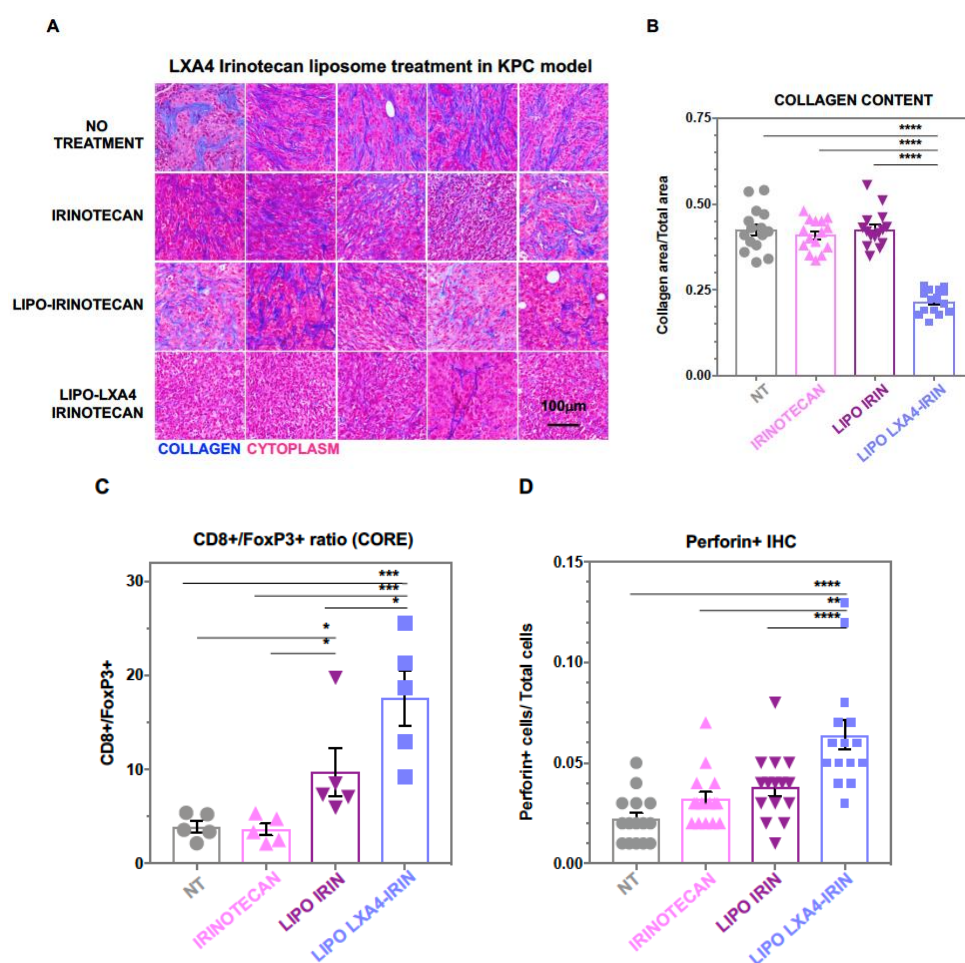 A
LXA4 Irinotecan liposome treatment in KPC model
NO
TREATMENT
IRINOTECAN
LIPO-IRINOTECAN
LIPO-LXA4
IRINOTECAN
100μm
COLLAGEN CYTOPLASM
B
COLLAGEN CONTENT
Collagen area/Total area
0.75
0.50
0.25
0.00
****
****
****
NT
IRINOTECAN
LIPO IRIN
LIPO LXA4-IRIN
C
CD8+/FoxP3+ ratio (CORE)
CD8+/FoxP3+
30
20
10
0
***
***
*
*
*
NT
IRINOTECAN
LIPO IRIN
LIPO LXA4-IRIN
D
Perforin+ IHC
Perforin+ cells/ Total cells
0.15
0.10
0.05
0.00
****
**
****
NT
IRINOTECAN
LIPO IRIN
LIPO LXA4-IRIN